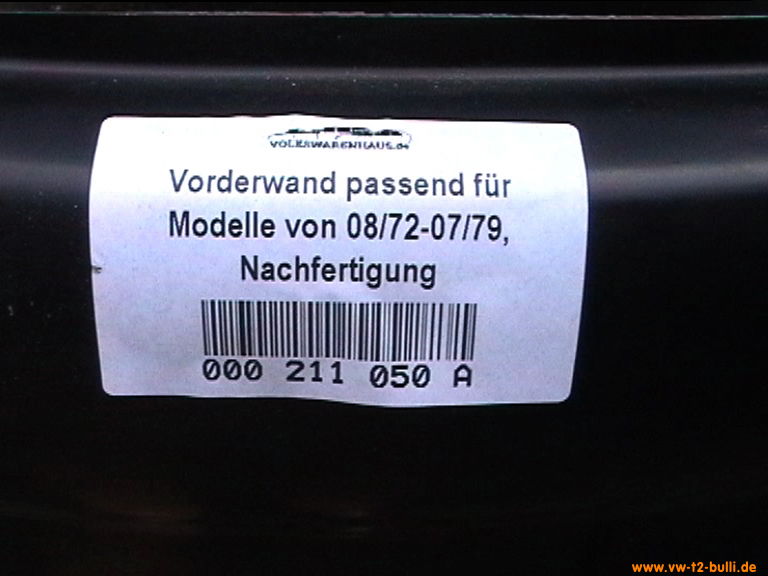 VOLKSWARENHAUS.de
Vorderwand passend für
Modelle von 08/72-07/79,
Nachfertigung
000 211 050 A
www.vw-t2-bulli.de